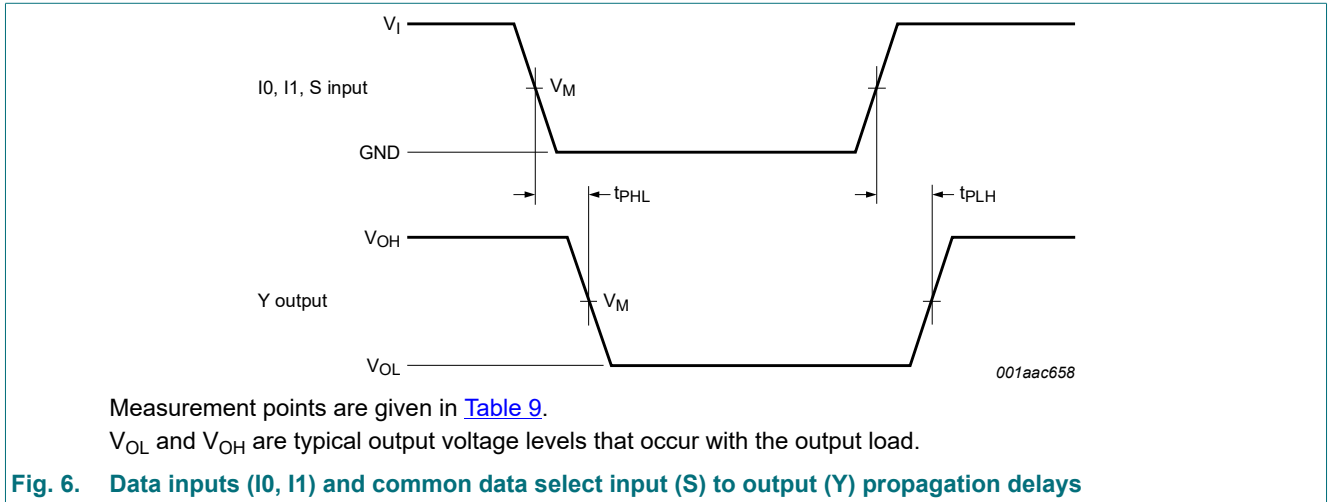 VI
I0, I1, S input
VM
GND
tPHL
tPLH
VOH
Y output
VM
VOL
001aac658
Measurement points are given in Table 9.
VOL and VOH are typical output voltage levels that occur with the output load.
Fig. 6. Data inputs (I0, I1) and common data select input (S) to output (Y) propagation delays